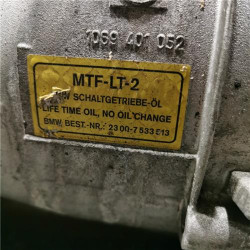 1069 401 052
MTF-LT-2
SCHALTGETRIEBE-ÖL
LIFE TIME OIL, NO OIL CHANGE
BMW BEST.-NR.: 23 00-7 533 513